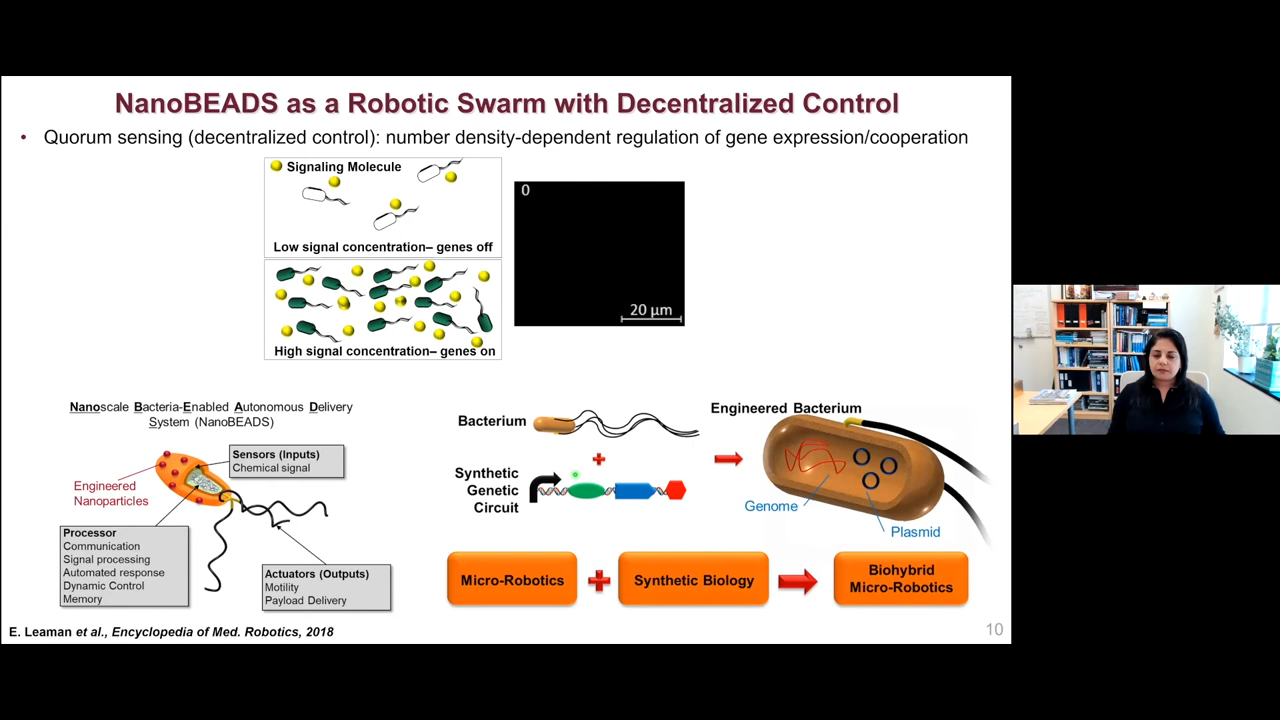 NanoBEADS as a Robotic Swarm with Decentralized Control
• Quorum sensing (decentralized control): number density-dependent regulation of gene expression/cooperation
Signaling Molecule
Low signal concentration– genes off
High signal concentration– genes on
0
20 µm
Nanoscale Bacteria-Enabled Autonomous Delivery
System (NanoBEADS)
Sensors (Inputs)
Chemical signal
Engineered
Nanoparticles
Processor
Communication
Signal processing
Automated response
Dynamic Control
Memory
Actuators (Outputs)
Motility
Payload Delivery
Bacterium
Synthetic
Genetic
Circuit
Engineered Bacterium
Genome
Plasmid
Micro-Robotics
Synthetic Biology
Biohybrid
Micro-Robotics
E. Leaman et al., Encyclopedia of Med. Robotics, 2018
10